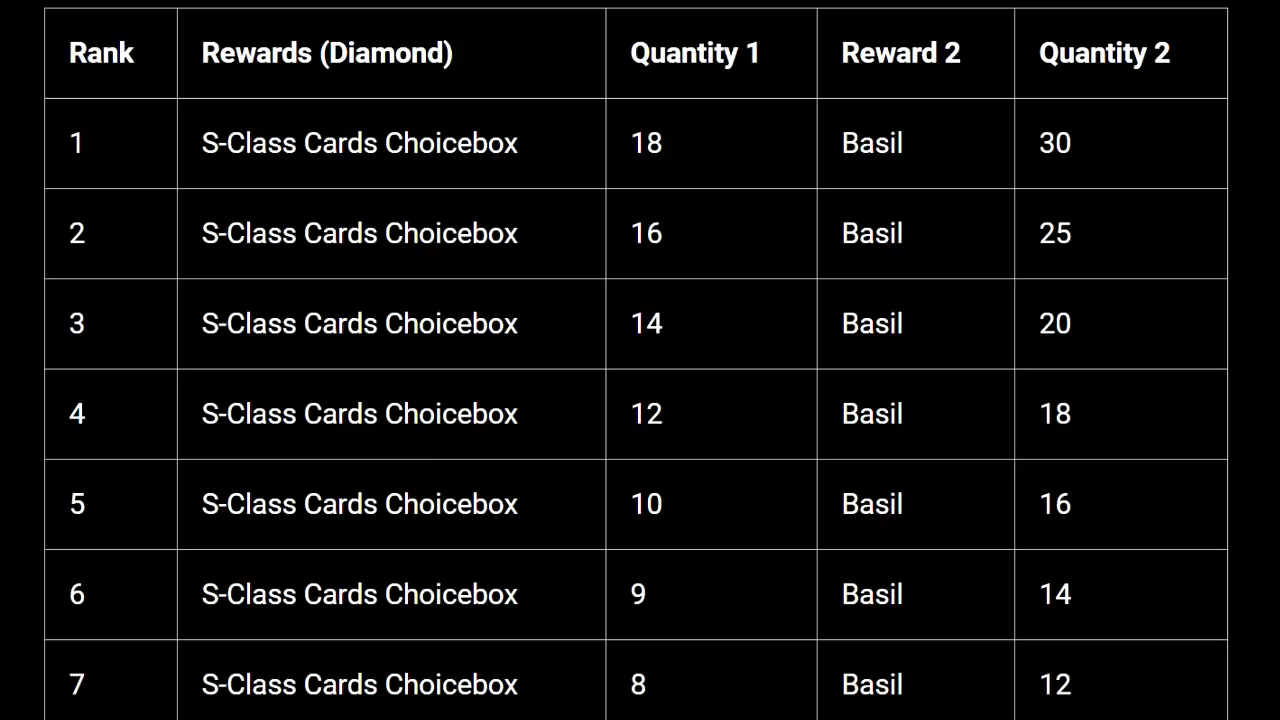 Rank Rewards (Diamond) Quantity 1 Reward 2 Quantity 2
1 S-Class Cards Choicebox 18 Basil 30
2 S-Class Cards Choicebox 16 Basil 25
3 S-Class Cards Choicebox 14 Basil 20
4 S-Class Cards Choicebox 12 Basil 18
5 S-Class Cards Choicebox 10 Basil 16
6 S-Class Cards Choicebox 9 Basil 14
7 S-Class Cards Choicebox 8 Basil 12